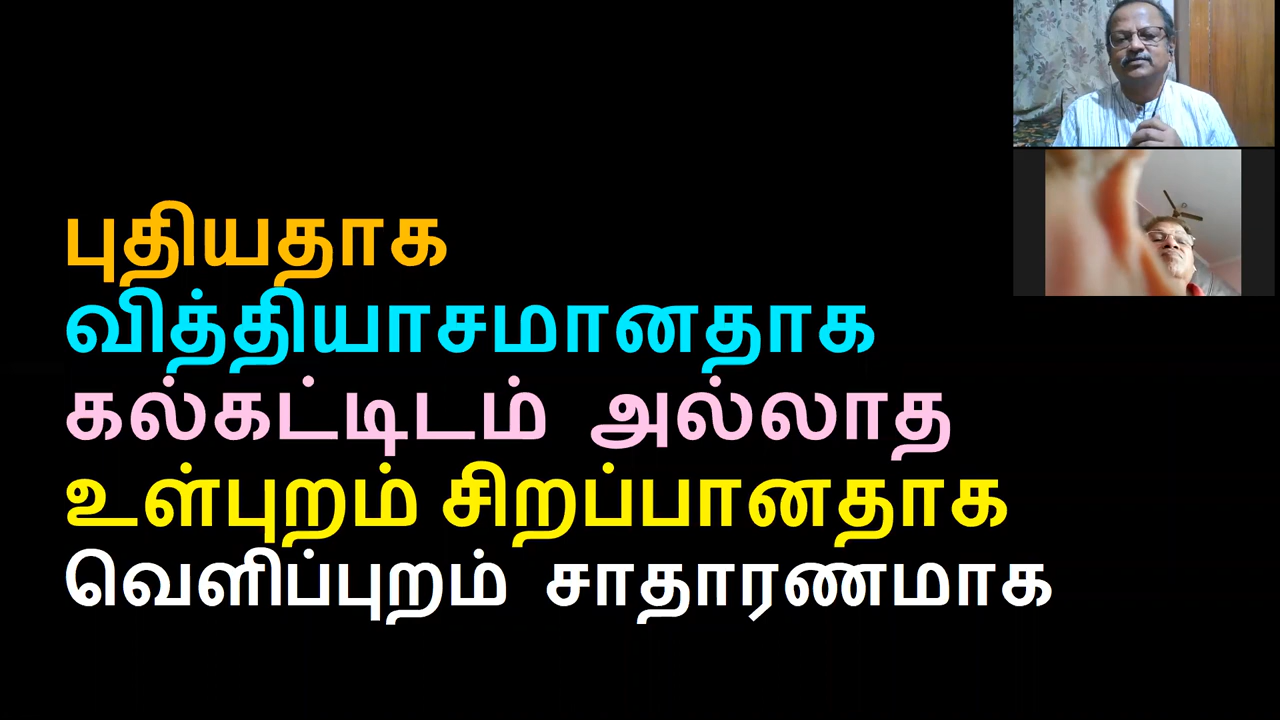 புதியதாக
வித்தியாசமானதாக
கல்கட்டிடம் அல்லாத
உள்புறம் சிறப்பானதாக
வெளிப்புறம் சாதாரணமாக